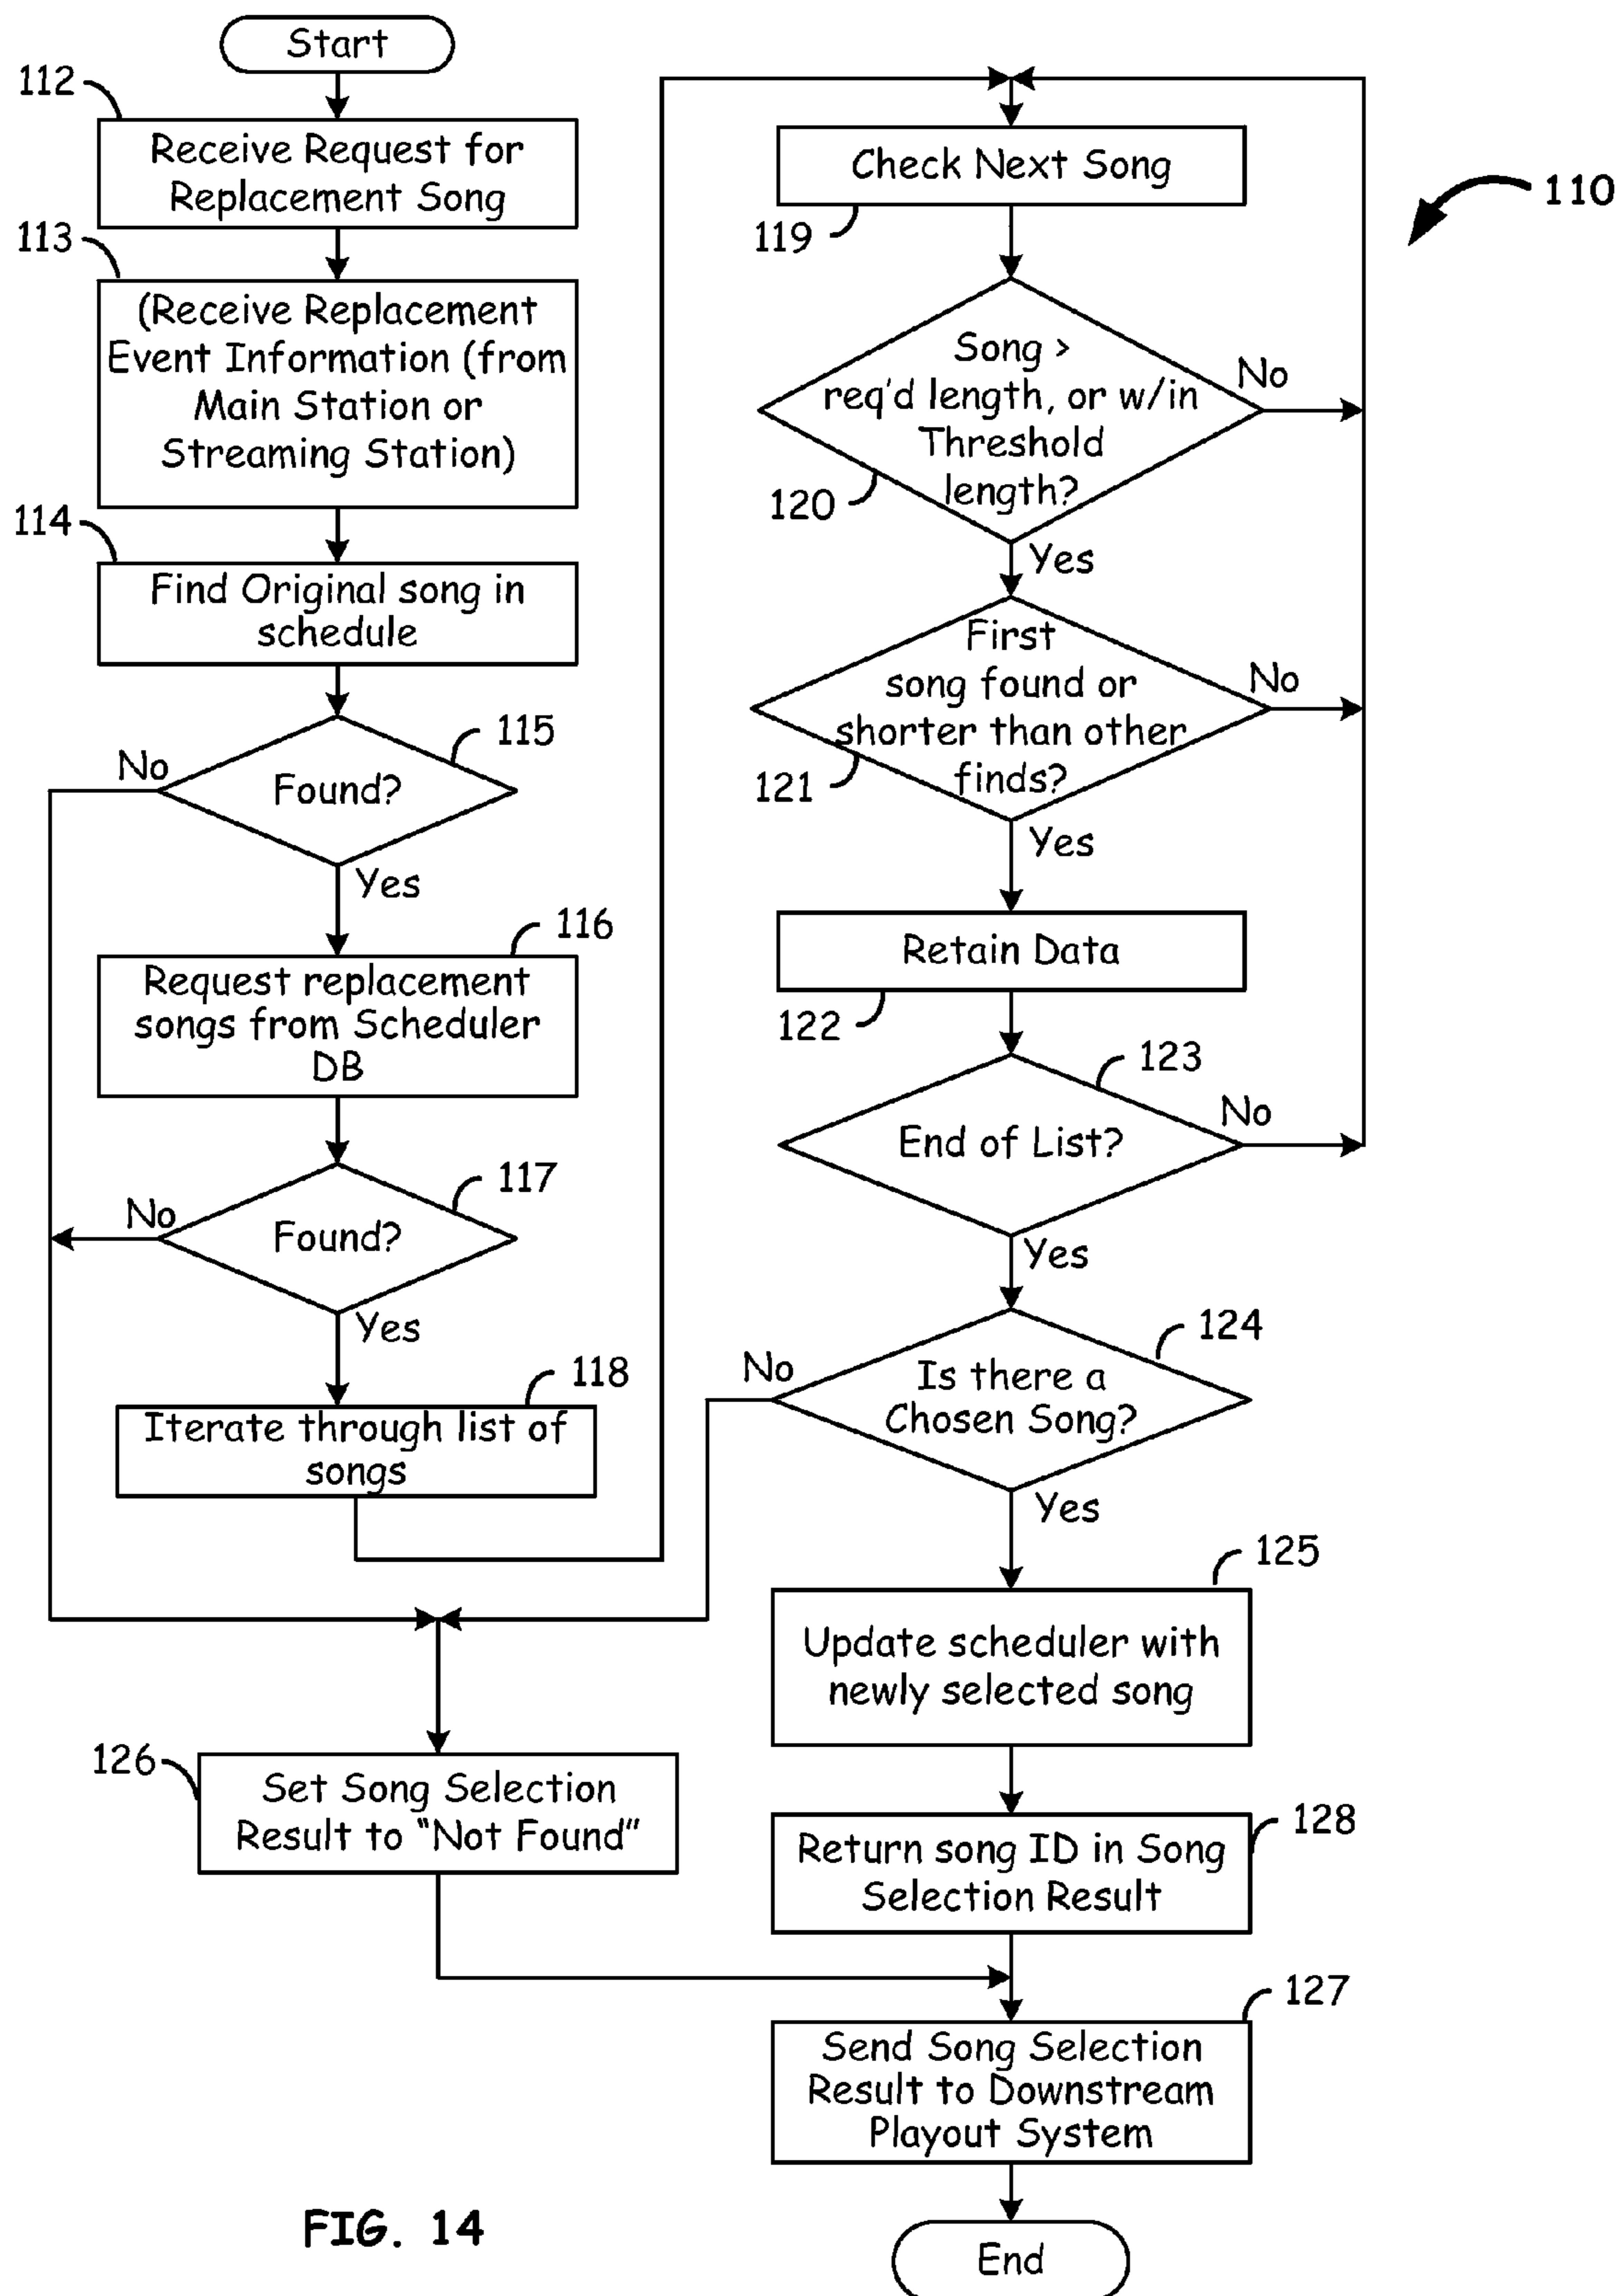 Start
112
Receive Request for
Replacement Song
113
(Receive Replacement
Event Information (from
Main Station or
Streaming Station)
114
Find Original song in
schedule
115
No
Found?
Yes
116
Request replacement
songs from Scheduler
DB
117
No
Found?
Yes
118
Iterate through list of
songs
126
Set Song Selection
Result to "Not Found"
110
Check Next Song
119
Song >
req'd length, or w/in
Threshold
length?
No
120
Yes
First
song found or
shorter than other
finds?
No
121
Yes
Retain Data
122
123
No
End of List?
Yes
124
No
Is there a
Chosen Song?
Yes
125
Update scheduler with
newly selected song
128
Return song ID in Song
Selection Result
127
Send Song Selection
Result to Downstream
Playout System
End
FIG. 14